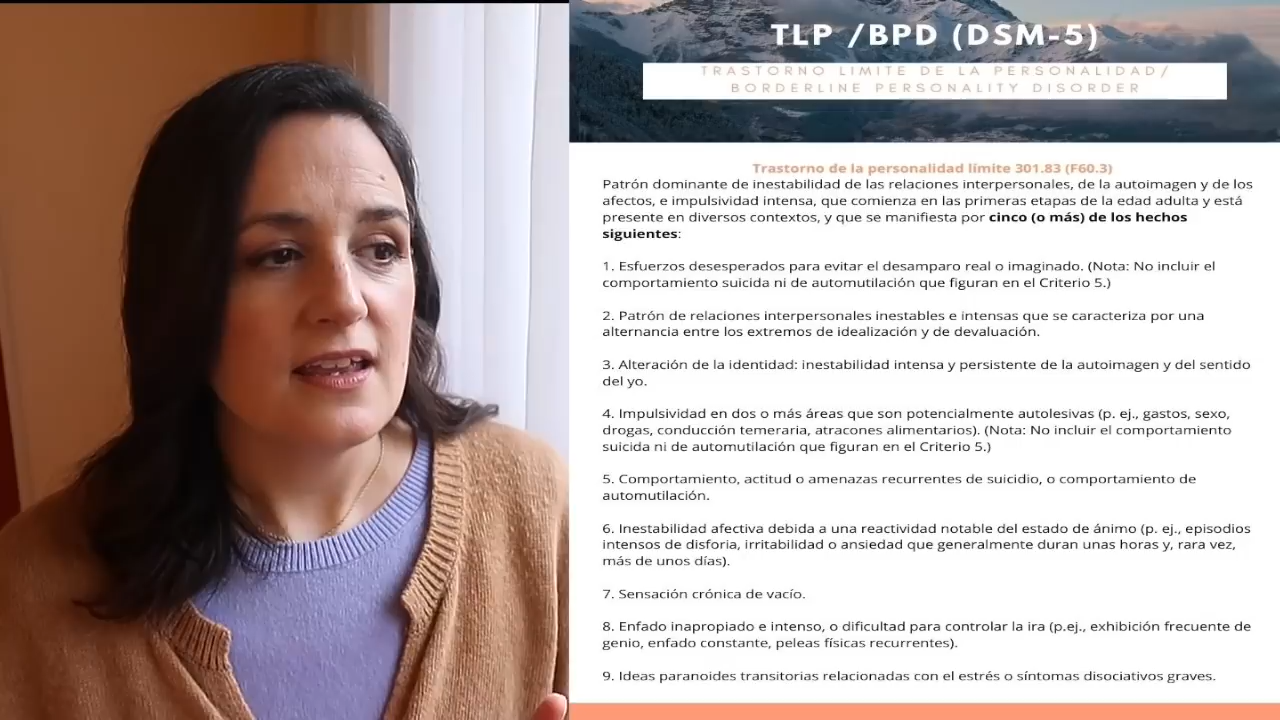 TLP /BPD (DSM-5)
TRASTORNO LIMITE DE LA PERSONALIDAD/
BORDERLINE PERSONALITY DISORDER
Trastorno de la personalidad límite 301.83 (F60.3)
Patrón dominante de inestabilidad de las relaciones interpersonales, de la autoimagen y de los
afectos, e impulsividad intensa, que comienza en las primeras etapas de la edad adulta y está
presente en diversos contextos, y que se manifiesta por cinco (o más) de los hechos
siguientes:
1. Esfuerzos desesperados para evitar el desamparo real o imaginado. (Nota: No incluir el
comportamiento suicida ni de automutilación que figuran en el Criterio 5.)
2. Patrón de relaciones interpersonales inestables e intensas que se caracteriza por una
alternancia entre los extremos de idealización y de devaluación.
3. Alteración de la identidad: inestabilidad intensa y persistente de la autoimagen y del sentido
del yo.
4. Impulsividad en dos o más áreas que son potencialmente autolesivas (p. ej., gastos, sexo,
drogas, conducción temeraria, atracones alimentarios). (Nota: No incluir el comportamiento
suicida ni de automutilación que figuran en el Criterio 5.)
5. Comportamiento, actitud o amenazas recurrentes de suicidio, o comportamiento de
automutilación.
6. Inestabilidad afectiva debida a una reactividad notable del estado de ánimo (p. ej., episodios
intensos de disforia, irritabilidad o ansiedad que generalmente duran unas horas y, rara vez,
más de unos días).
7. Sensación crónica de vacío.
8. Enfado inapropiado e intenso, o dificultad para controlar la ira (p.ej., exhibición frecuente de
genio, enfado constante, peleas físicas recurrentes).
9. Ideas paranoides transitorias relacionadas con el estrés o síntomas disociativos graves.